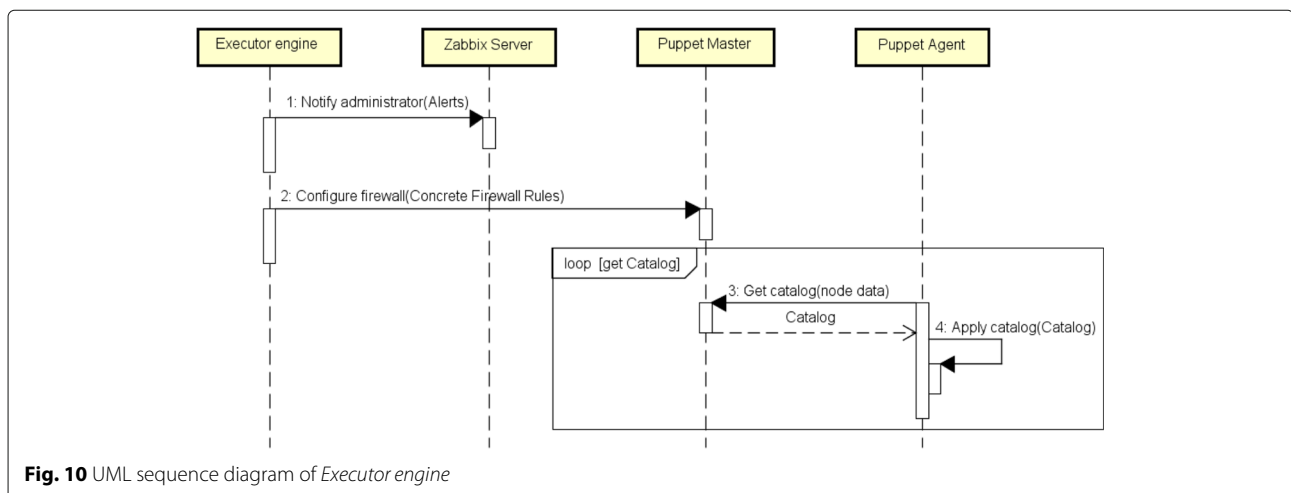 Executor engine
Zabbix Server
Puppet Master
Puppet Agent
1: Notify administrator(Alerts)
2: Configure firewall(Concrete Firewall Rules)
loop [get Catalog]
3: Get catalog(node data)
Catalog
4: Apply catalog(Catalog)
Fig. 10 UML sequence diagram of Executor engine